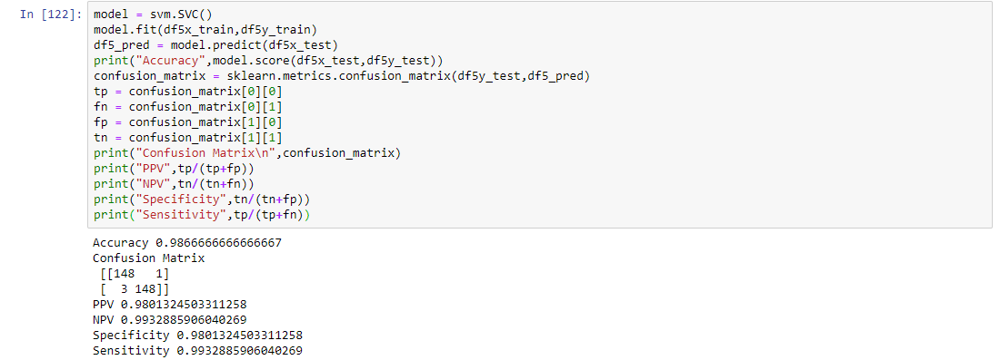 In [122]: model = svm.SVC()
model.fit(df5x_train,df5y_train)
df5_pred = model.predict(df5x_test)
print("Accuracy",model.score(df5x_test,df5y_test))
confusion_matrix = sklearn.metrics.confusion_matrix(df5y_test,df5_pred)
tp = confusion_matrix[0][0]
fn = confusion_matrix[0][1]
fp = confusion_matrix[1][0]
tn = confusion_matrix[1][1]
print("Confusion Matrix\n",confusion_matrix)
print("PPV",tp/(tp+fp))
print("NPV",tn/(tn+fn))
print("Specificity",tn/(tn+fp))
print("Sensitivity",tp/(tp+fn))
Accuracy 0.9866666666666667
Confusion Matrix
[[148   1]
[  3 148]]
PPV 0.9801324503311258
NPV 0.9932885906040269
Specificity 0.9801324503311258
Sensitivity 0.9932885906040269